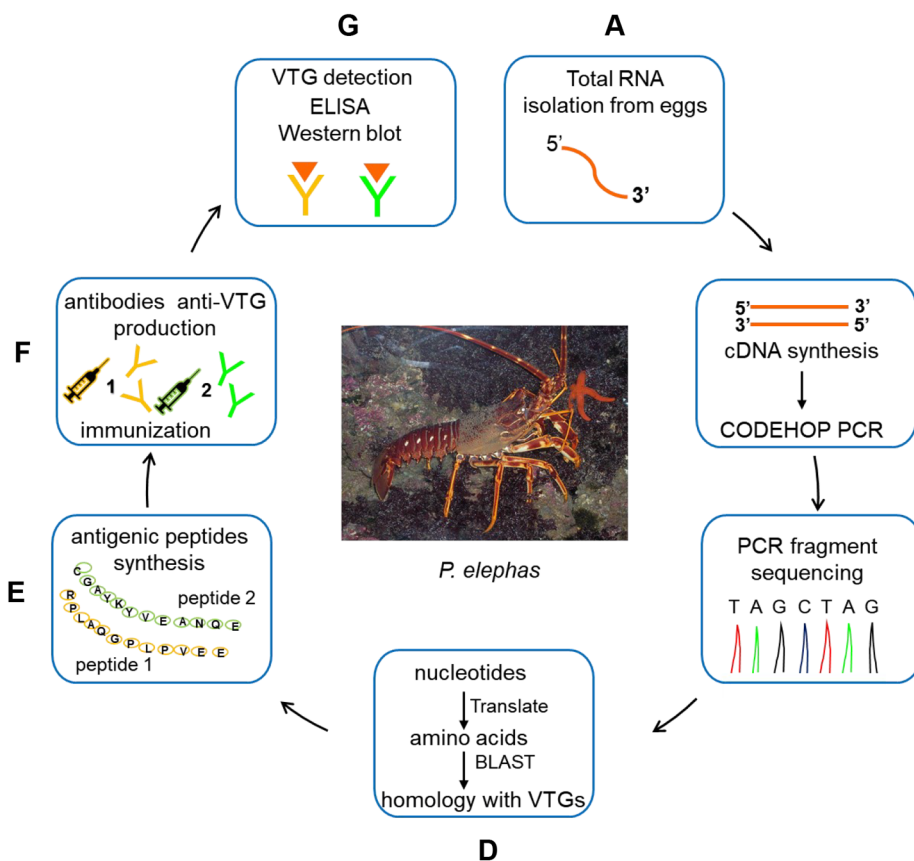 G
VTG detection
ELISA
Western blot
A
Total RNA
isolation from eggs
5’
3’
5’ 3’
3’ 5’
cDNA synthesis
CODEHOP PCR
PCR fragment
sequencing
T A G C T A G
nucleotides
Translate
amino acids
BLAST
homology with VTGs
D
E
antigenic peptides
synthesis
C G A Y K Y V E A N Q E
peptide 2
R P L A Q G P L P V E E
peptide 1
F
antibodies anti-VTG
production
1 2
immunization
P. elephas